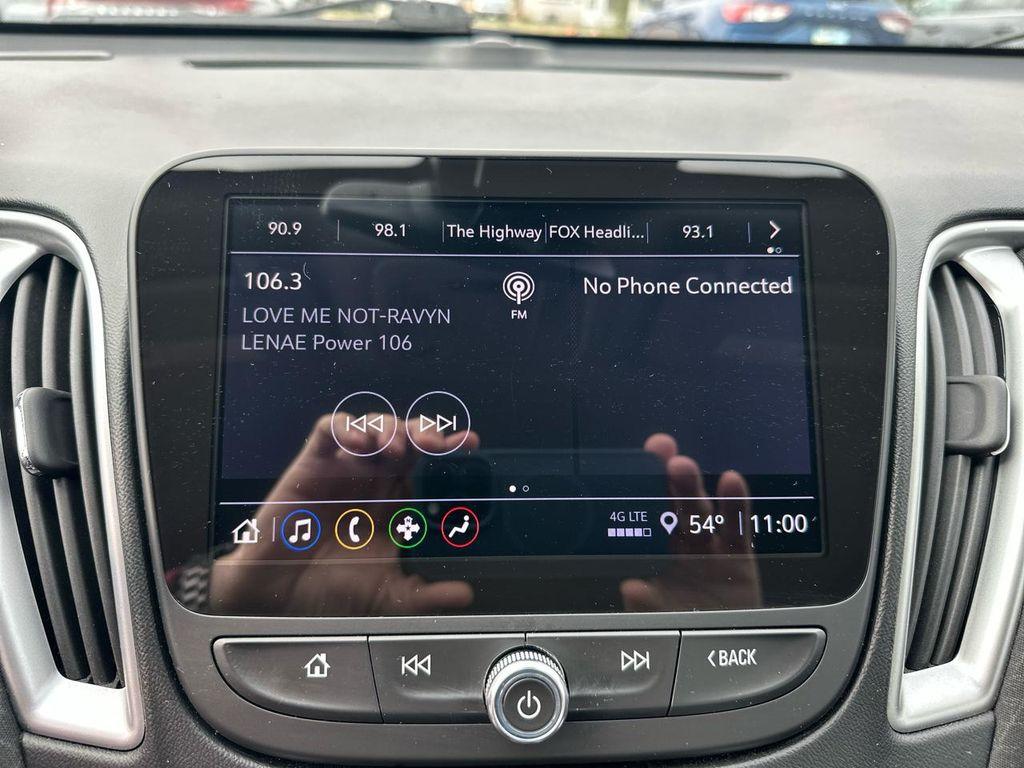 90.9 98.1 The Highway FOX Headli... 93.1
106.3
FM
No Phone Connected
LOVE ME NOT-RAVYN
LENAE Power 106
4G LTE
54° 11:00
BACK